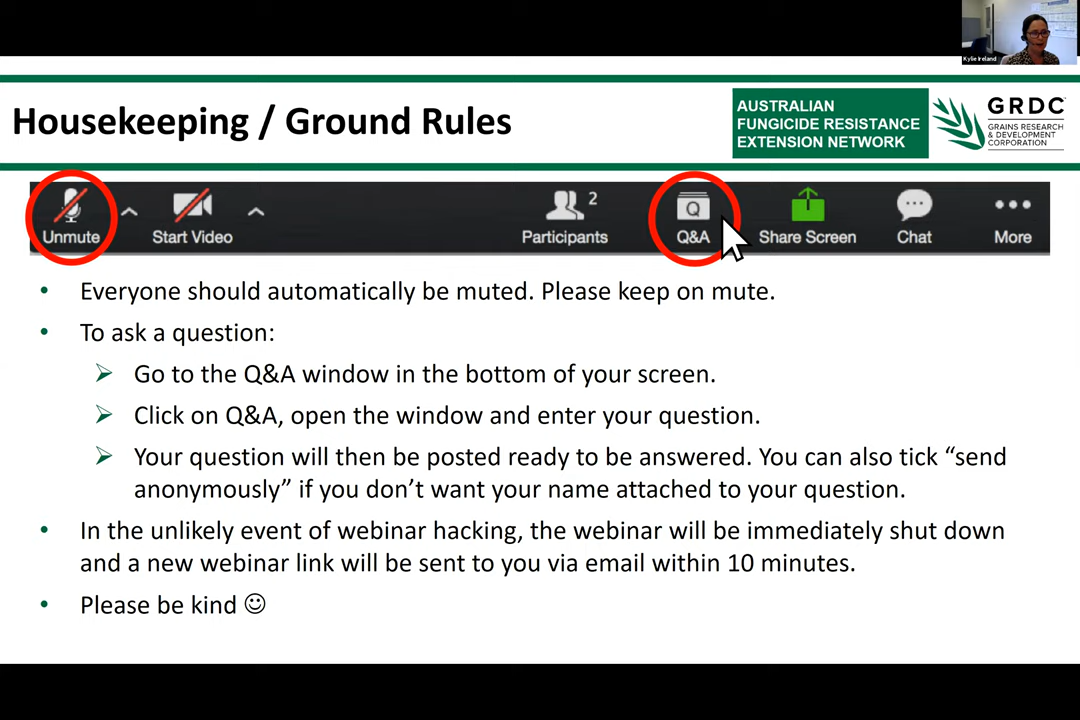 Kylie Ireland
Housekeeping / Ground Rules
AUSTRALIAN
FUNGICIDE RESISTANCE
EXTENSION NETWORK
GRDC
GRAINS RESEARCH
& DEVELOPMENT
CORPORATION
Unmute
Start Video
2
Participants
Q
Q&A
Share Screen
Chat
More
• Everyone should automatically be muted. Please keep on mute.
• To ask a question:
➢ Go to the Q&A window in the bottom of your screen.
➢ Click on Q&A, open the window and enter your question.
➢ Your question will then be posted ready to be answered. You can also tick “send
anonymously” if you don’t want your name attached to your question.
• In the unlikely event of webinar hacking, the webinar will be immediately shut down
and a new webinar link will be sent to you via email within 10 minutes.
• Please be kind ☺